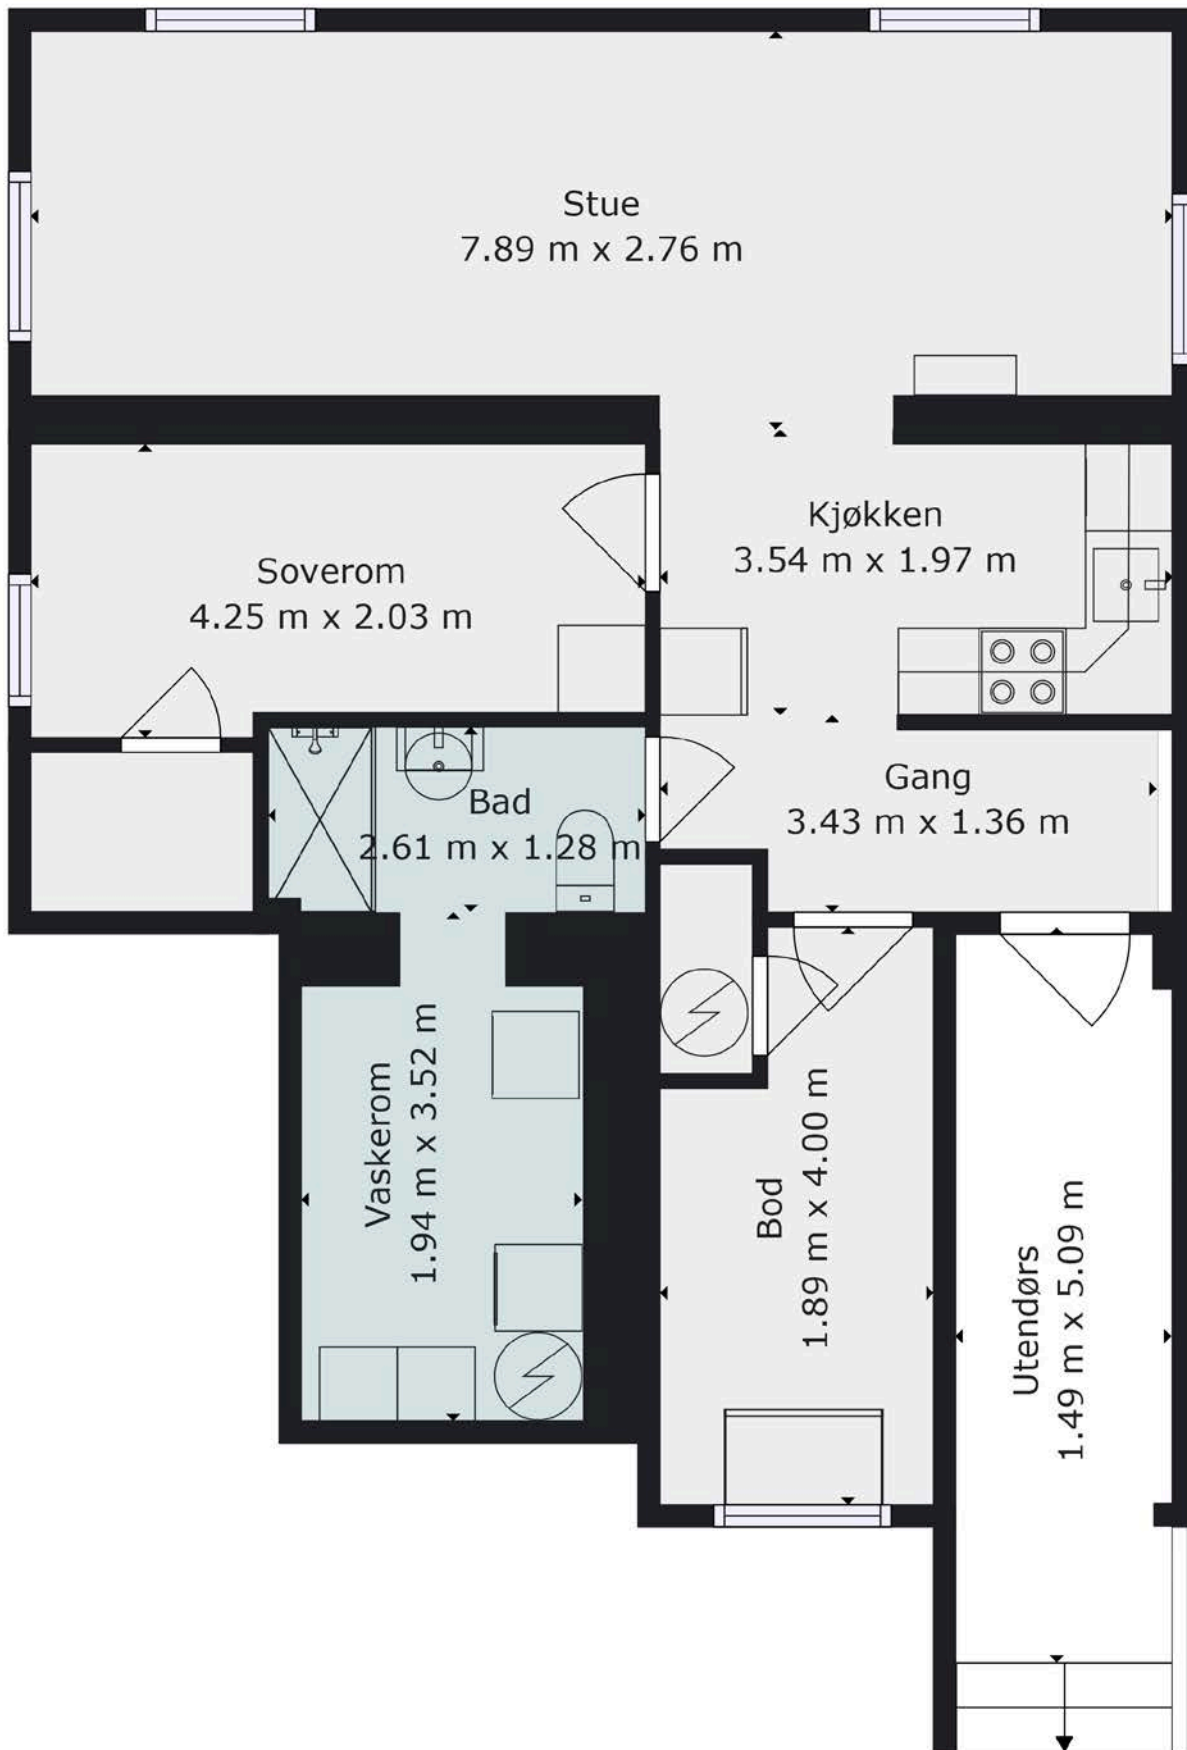 Stue
7.89 m x 2.76 m
Kjøkken
3.54 m x 1.97 m
Soverom
4.25 m x 2.03 m
Gang
3.43 m x 1.36 m
Bad
2.61 m x 1.28 m
Vaskerom
1.94 m x 3.52 m
Bod
1.89 m x 4.00 m
Utendørs
1.49 m x 5.09 m